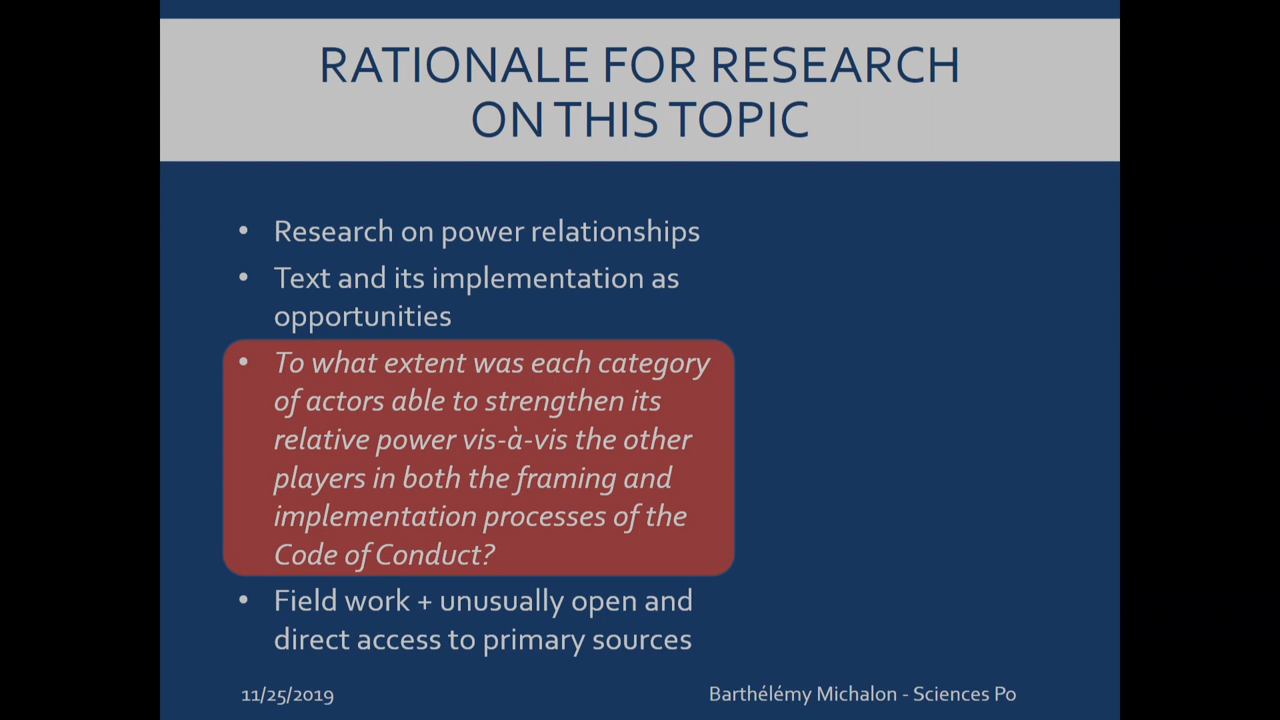 RATIONALE FOR RESEARCH
ON THIS TOPIC
• Research on power relationships
• Text and its implementation as
opportunities
• To what extent was each category
of actors able to strengthen its
relative power vis-à-vis the other
players in both the framing and
implementation processes of the
Code of Conduct?
• Field work + unusually open and
direct access to primary sources
11/25/2019
Barthélémy Michalon - Sciences Po